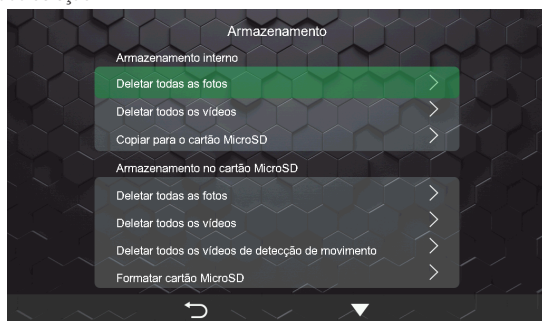 Armazenamento
Armazenamento interno
Deletar todas as fotos
Deletar todos os vídeos
Copiar para o cartão MicroSD
Armazenamento no cartão MicroSD
Deletar todas as fotos
Deletar todos os vídeos
Deletar todos os vídeos de detecção de movimento
Formatar cartão MicroSD